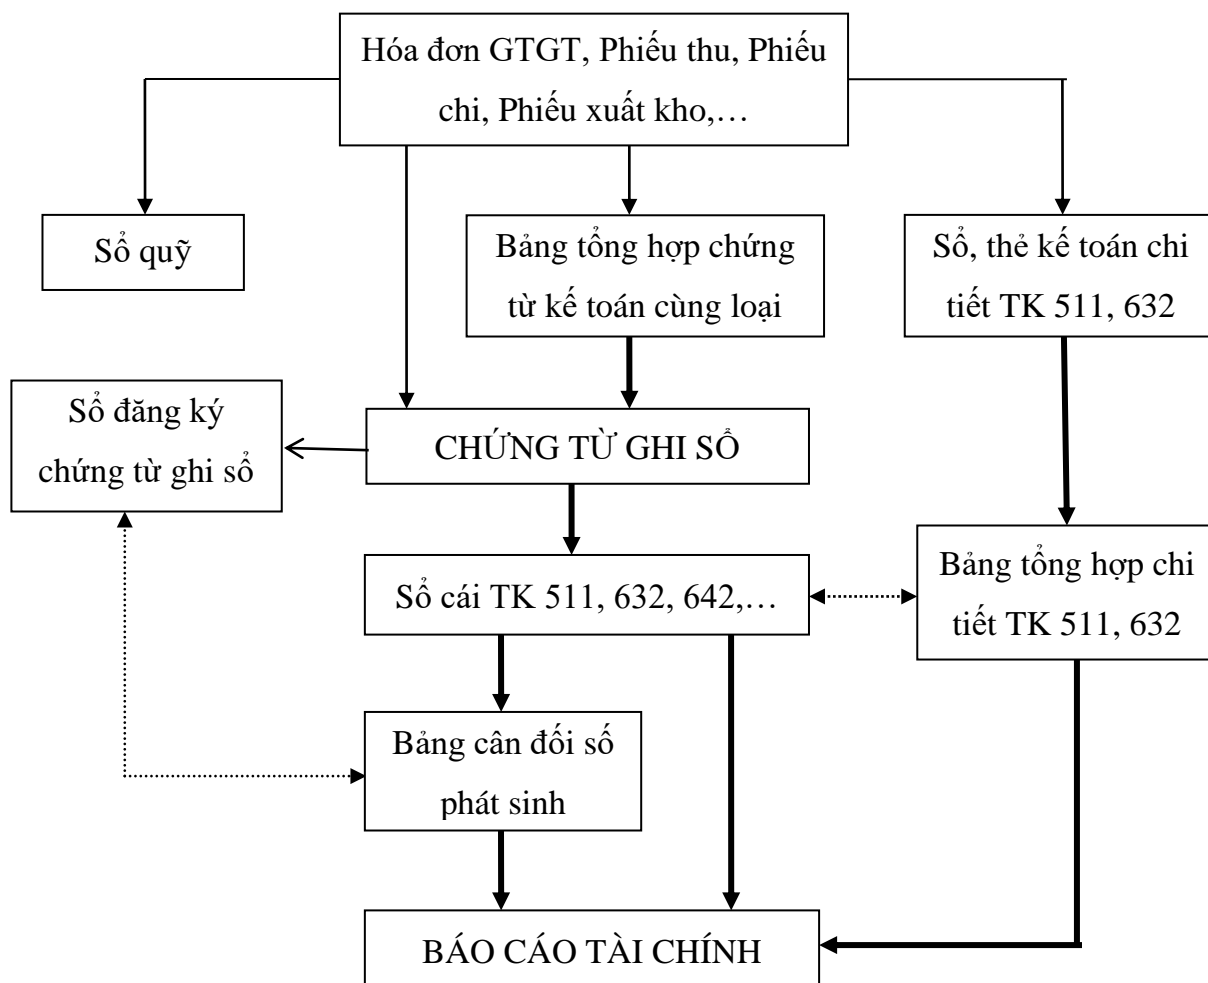 Hóa đơn GTGT, Phiếu thu, Phiếu
chi, Phiếu xuất kho,…
Sổ quỹ
Bảng tổng hợp chứng
từ kế toán cùng loại
Sổ, thẻ kế toán chi
tiết TK 511, 632
Sổ đăng ký
chứng từ ghi sổ
CHỨNG TỪ GHI SỔ
Sổ cái TK 511, 632, 642,…
Bảng tổng hợp chi
tiết TK 511, 632
Bảng cân đối số
phát sinh
BÁO CÁO TÀI CHÍNH